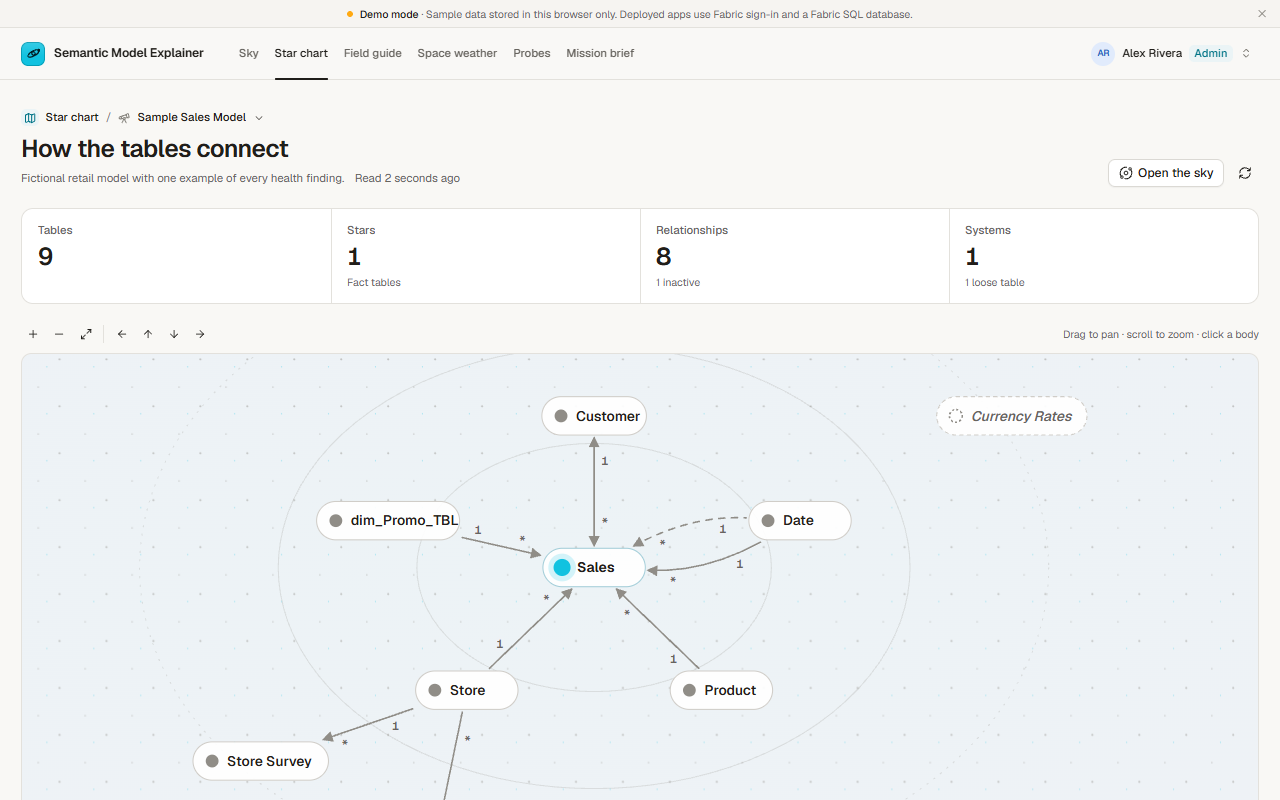 Demo mode · Sample data stored in this browser only. Deployed apps use Fabric sign-in and a Fabric SQL database.
Semantic Model Explainer
Sky
Star chart
Field guide
Space weather
Probes
Mission brief
AR
Alex Rivera
Admin
Star chart / Sample Sales Model
How the tables connect
Fictional retail model with one example of every health finding. Read 2 seconds ago
Open the sky
Tables
9
Stars
1
Fact tables
Relationships
8
1 inactive
Systems
1
1 loose table
Drag to pan · scroll to zoom · click a body
Customer
Currency Rates
1
*
dim_Promo_TBL
1
*
Date
1
*
1
*
Sales
*
1
*
1
Store
Product
1
*
*
Store Survey